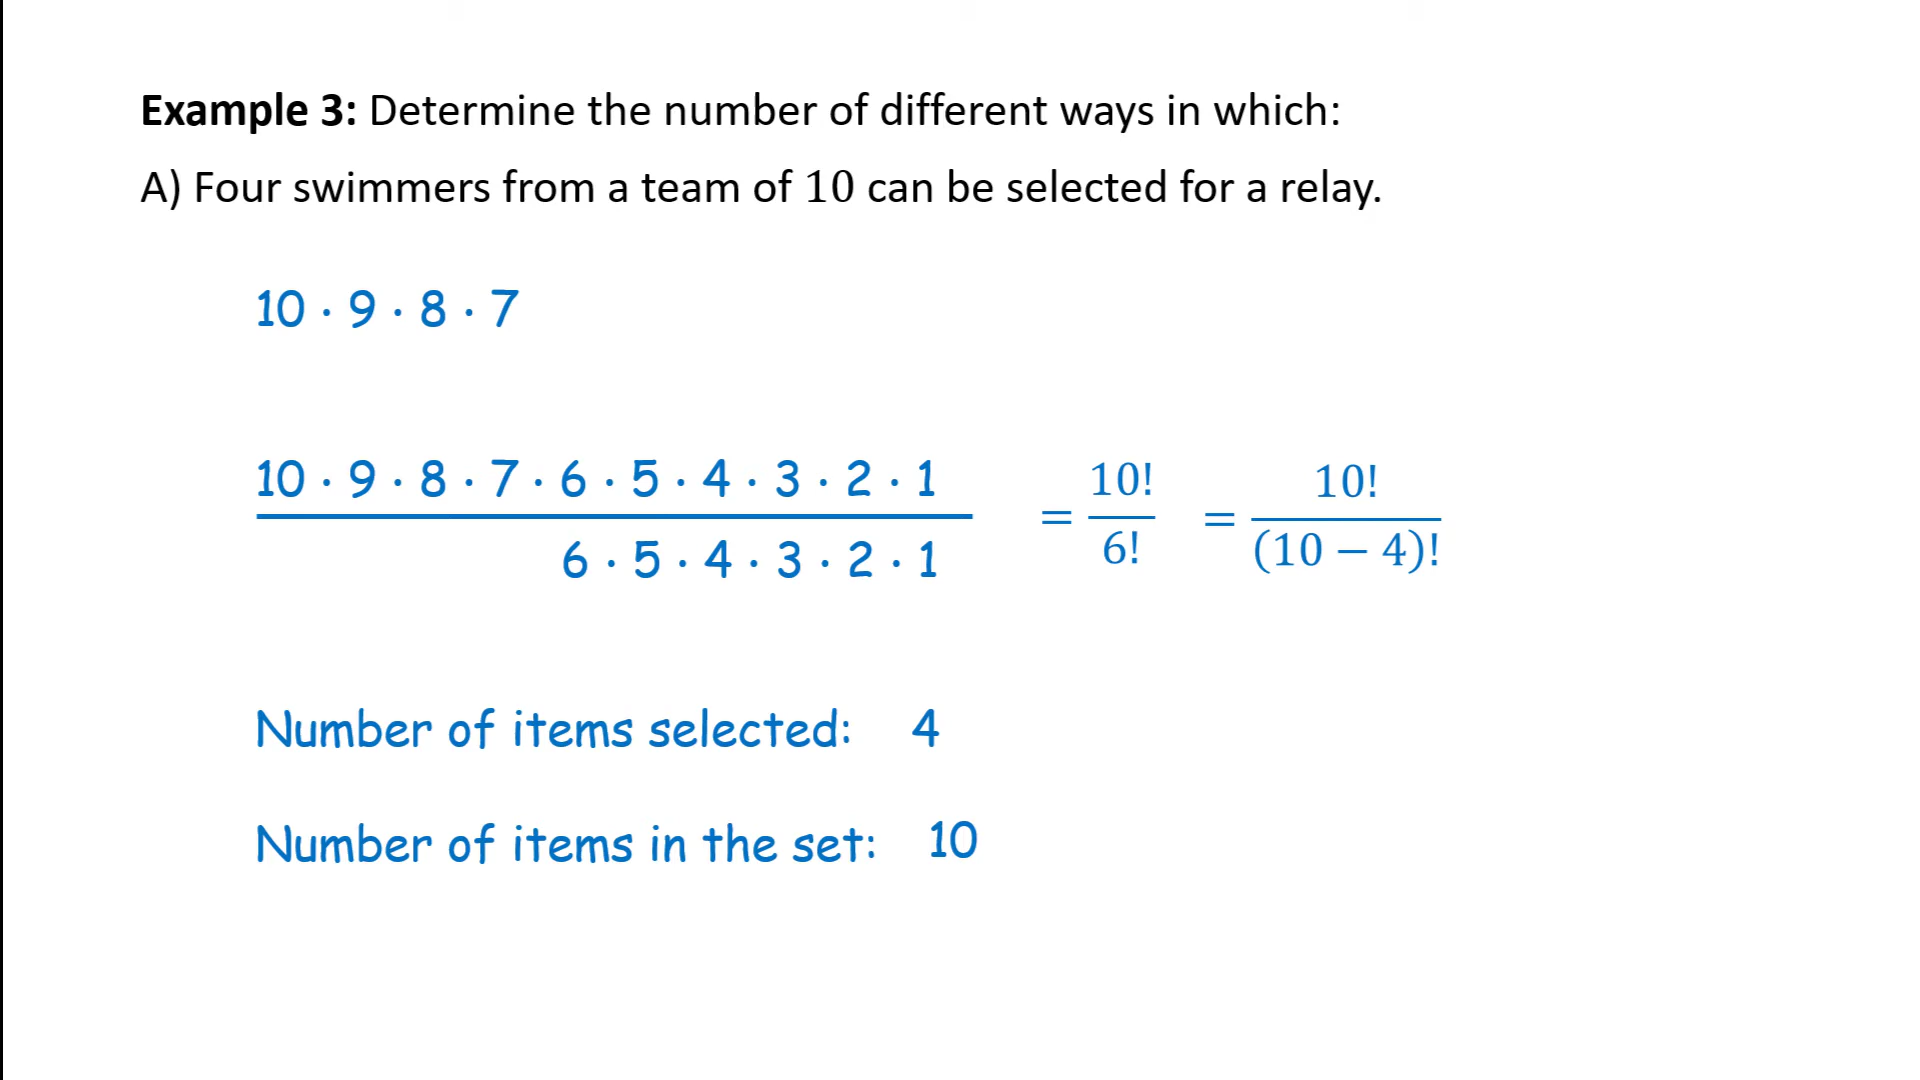 Example 3: Determine the number of different ways in which:
A) Four swimmers from a team of 10 can be selected for a relay.
10 · 9 · 8 · 7
10 · 9 · 8 · 7 · 6 · 5 · 4 · 3 · 2 · 1
6 · 5 · 4 · 3 · 2 · 1
= 10!/6! = 10!/(10 − 4)!
Number of items selected: 4
Number of items in the set: 10